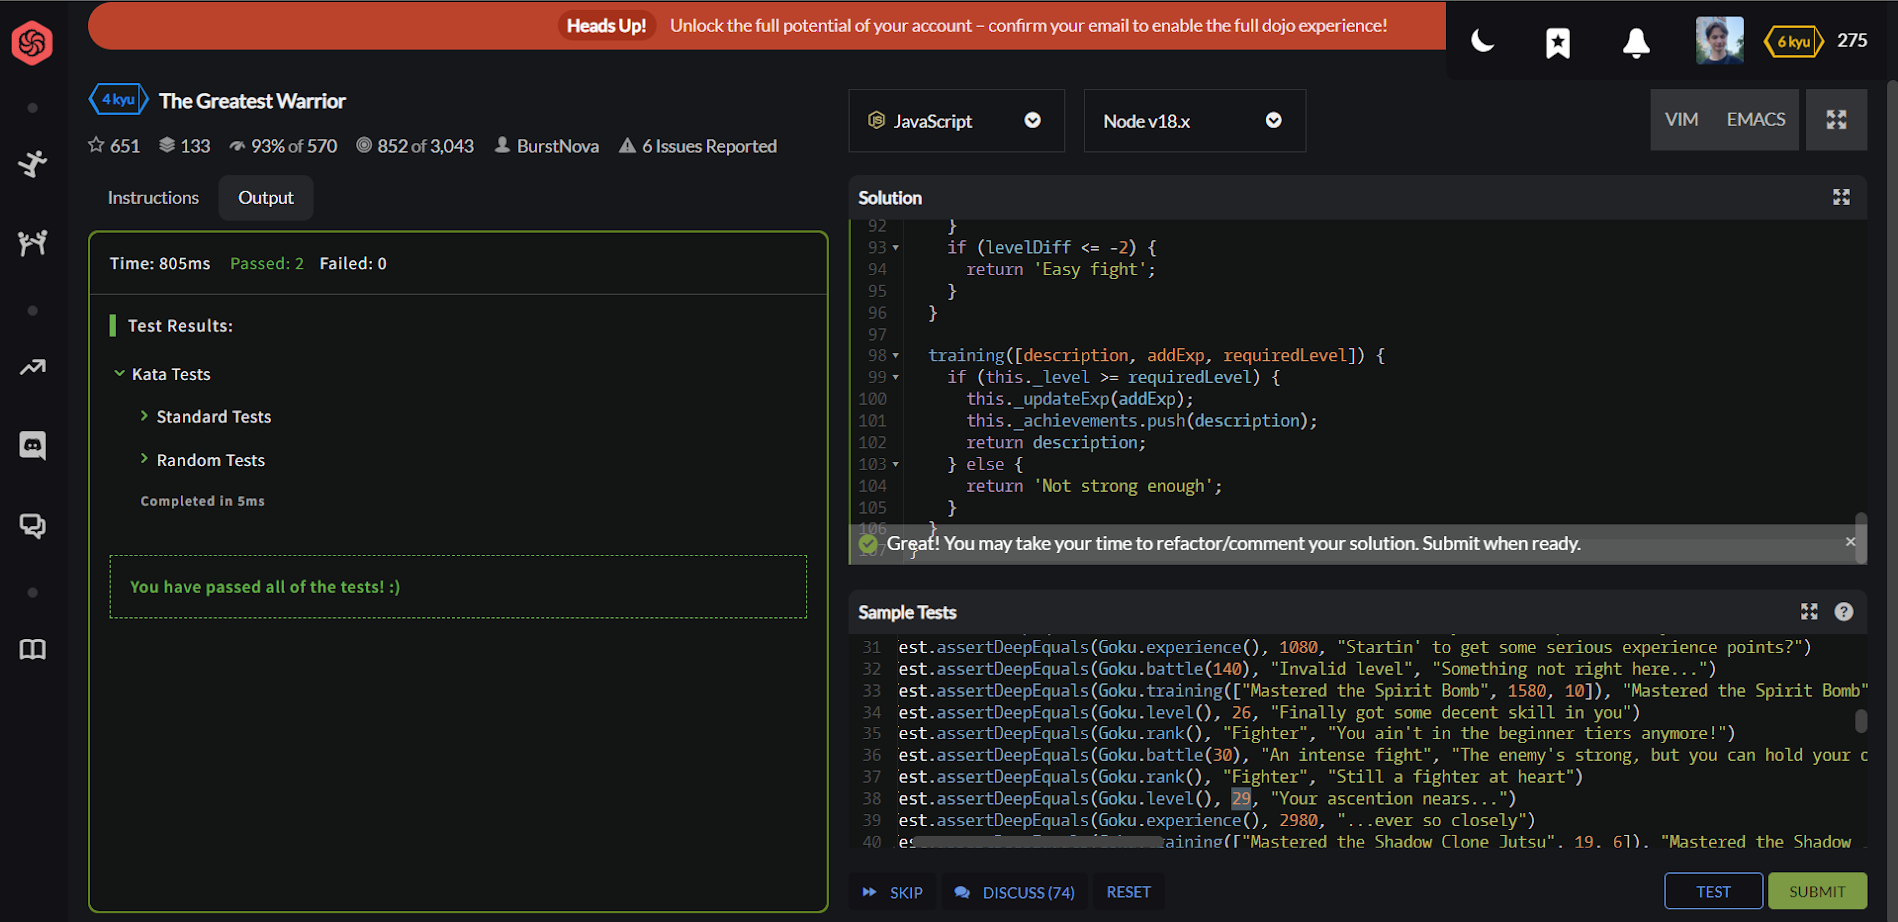 Heads Up! Unlock the full potential of your account – confirm your email to enable the full dojo experience!
6 kyu 275
4 kyu The Greatest Warrior
651 133 93% of 570 852 of 3,043 BurstNova 6 Issues Reported
Instructions Output
Time: 805ms Passed: 2 Failed: 0
Test Results:
Kata Tests
Standard Tests
Random Tests
Completed in 5ms
You have passed all of the tests! :)
JavaScript Node v18.x VIM EMACS
Solution
92 }
93 if (levelDiff <= -2) {
94 return 'Easy fight';
95 }
96 }
97
98 training([description, addExp, requiredLevel]) {
99 if (this._level >= requiredLevel) {
100 this._updateExp(addExp);
101 this._achievements.push(description);
102 return description;
103 } else {
104 return 'Not strong enough';
105 }
106 }
107 }
Great! You may take your time to refactor/comment your solution. Submit when ready.
Sample Tests
31 est.assertDeepEquals(Goku.experience(), 1080, "Startin' to get some serious experience points?")
32 est.assertDeepEquals(Goku.battle(140), "Invalid level", "Something not right here...")
33 est.assertDeepEquals(Goku.training(["Mastered the Spirit Bomb", 1580, 10]), "Mastered the Spirit Bomb"
34 est.assertDeepEquals(Goku.level(), 26, "Finally got some decent skill in you")
35 est.assertDeepEquals(Goku.rank(), "Fighter", "You ain't in the beginner tiers anymore!")
36 est.assertDeepEquals(Goku.battle(30), "An intense fight", "The enemy's strong, but you can hold your
37 est.assertDeepEquals(Goku.rank(), "Fighter", "Still a fighter at heart")
38 est.assertDeepEquals(Goku.level(), 29, "Your ascention nears...")
39 est.assertDeepEquals(Goku.experience(), 2980, "...ever so closely")
40 aining(["Mastered the Shadow Clone Jutsu", 19, 6]), "Mastered the Shadow
SKIP DISCUSS (74) RESET TEST SUBMIT